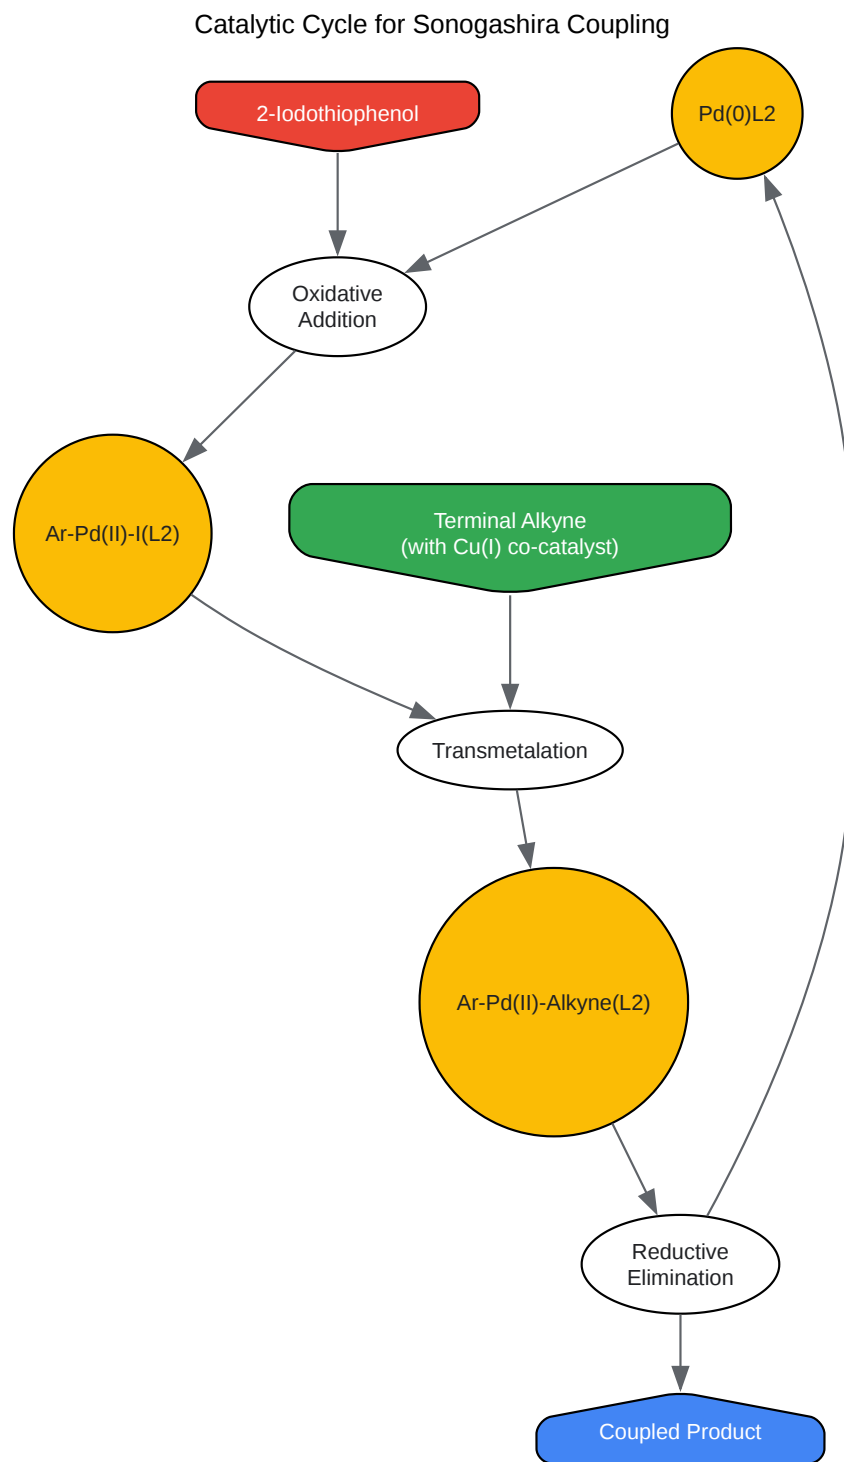 Catalytic Cycle for Sonogashira Coupling
2-Iodothiophenol
Pd(0)L2
Oxidative
Addition
Ar-Pd(II)-I(L2)
Terminal Alkyne
(with Cu(I) co-catalyst)
Transmetalation
Ar-Pd(II)-Alkyne(L2)
Reductive
Elimination
Coupled Product